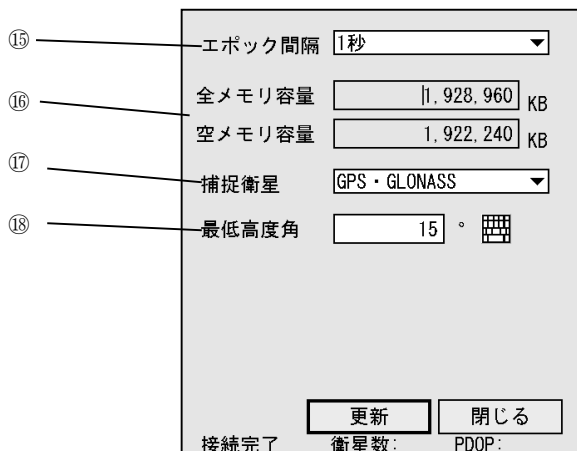 ⑮ エポック間隔 1秒
⑯ 全メモリ容量 1,928,960 KB
空メモリ容量 1,922,240 KB
⑰ 捕捉衛星 GPS・GLONASS
⑱ 最低高度角 15 °
更新 閉じる
接続完了 衛星数: PDOP: